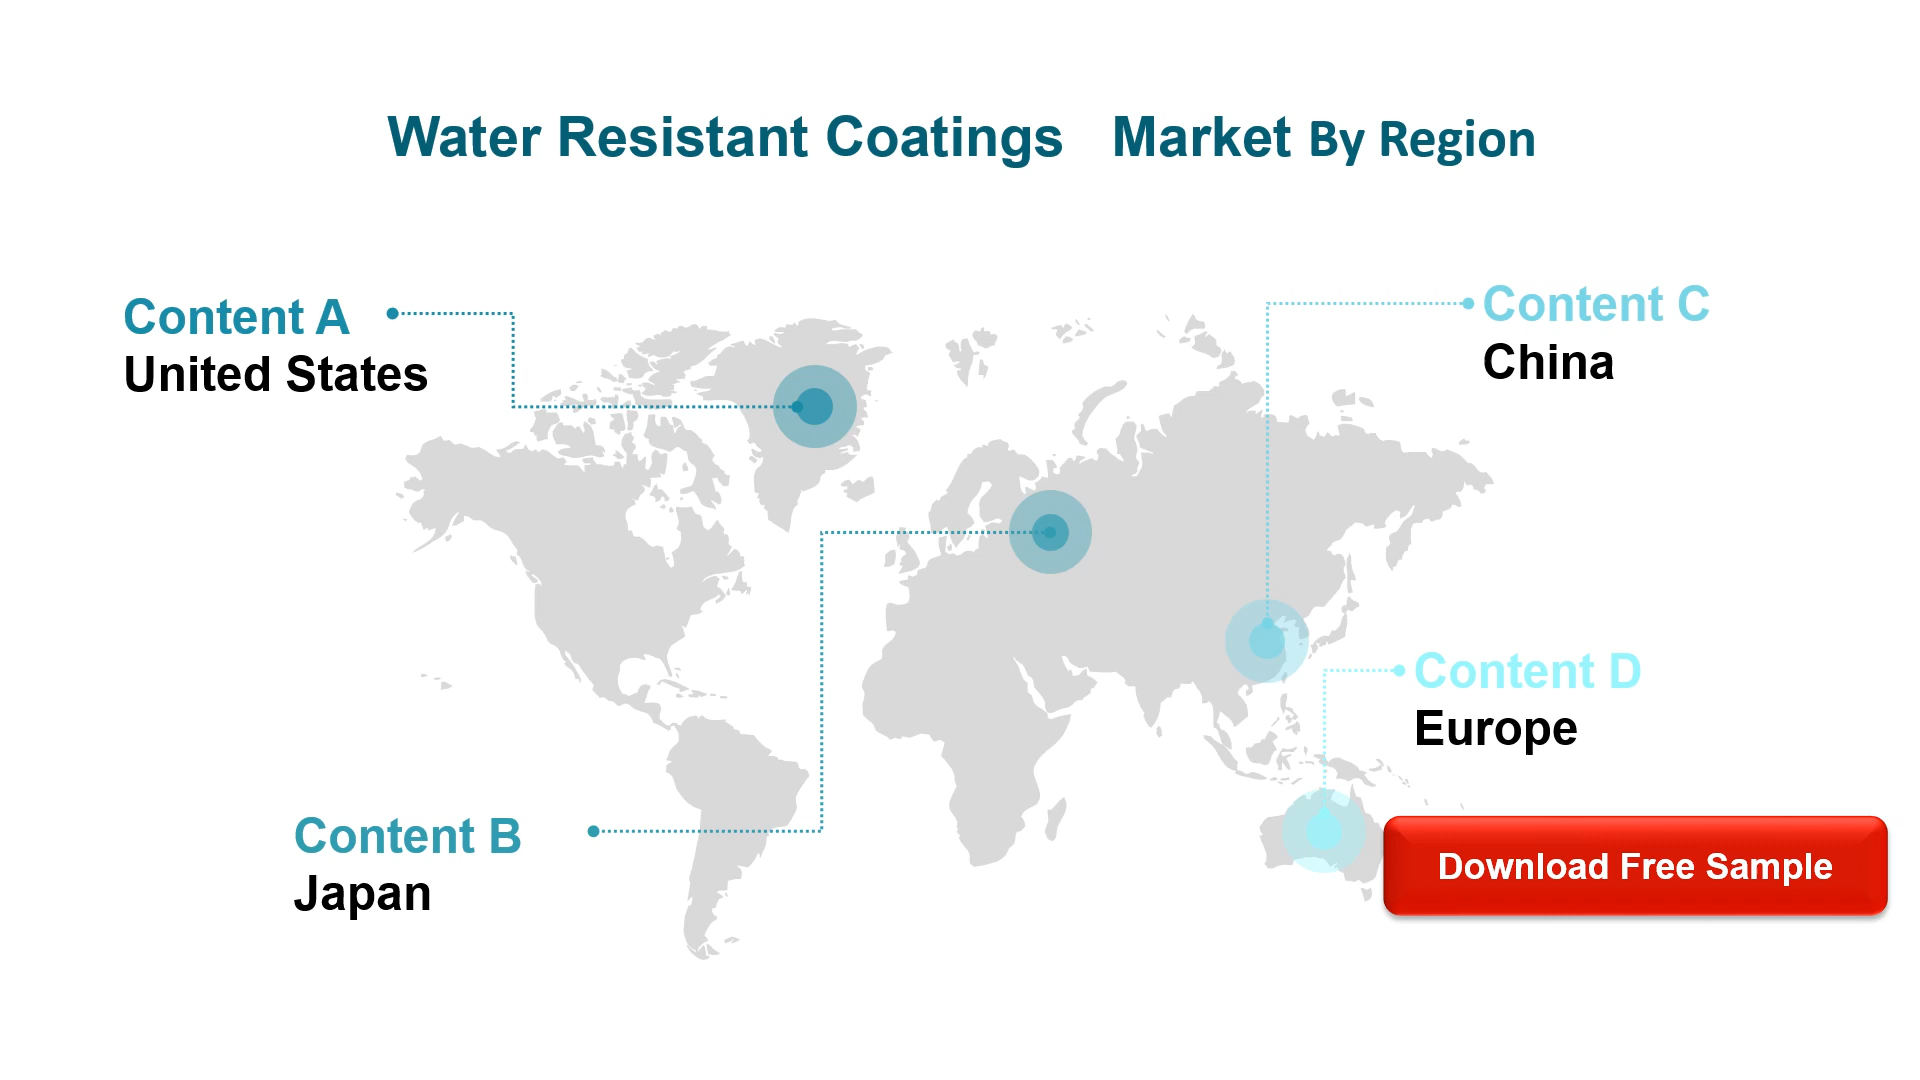 Water Resistant Coatings   Market By Region
Content A
United States
Content C
China
Content D
Europe
Content B
Japan
Download Free Sample